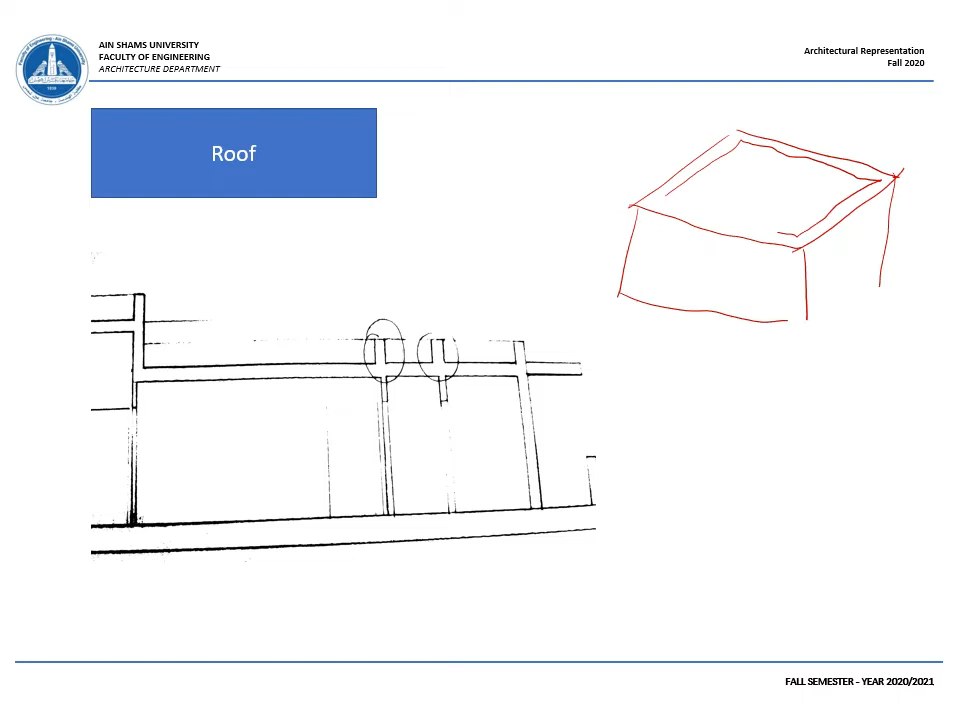 AIN SHAMS UNIVERSITY
FACULTY OF ENGINEERING
ARCHITECTURE DEPARTMENT
Architectural Representation
Fall 2020
Roof
FALL SEMESTER - YEAR 2020/2021